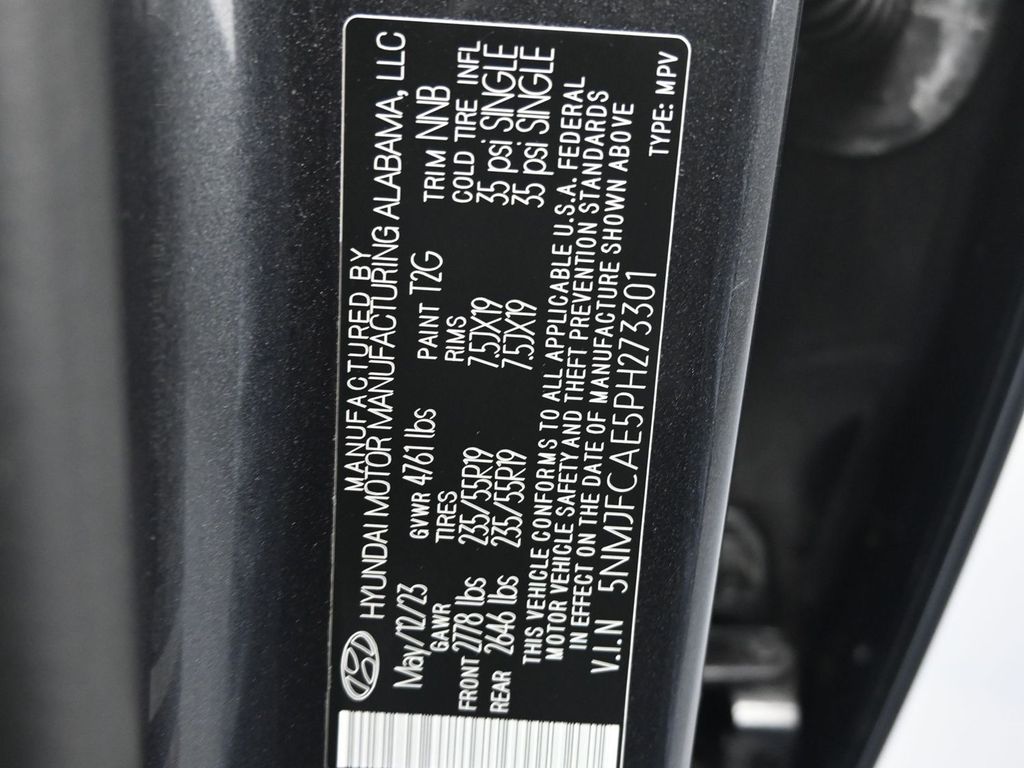 MANUFACTURED BY
HYUNDAI MOTOR MANUFACTURING ALABAMA, LLC
May/12/23 GVWR 4761 lbs PAINT T2G TRIM NNB
GAWR TIRES RIMS COLD TIRE INFL
FRONT 2778 lbs 235/55R19 7.5JX19 35 psi SINGLE
REAR 2646 lbs 235/55R19 7.5JX19 35 psi SINGLE
THIS VEHICLE CONFORMS TO ALL APPLICABLE U.S.A. FEDERAL
MOTOR VEHICLE SAFETY AND THEFT PREVENTION STANDARDS
IN EFFECT ON THE DATE OF MANUFACTURE SHOWN ABOVE
V.I.N 5NMJFCAE5PH273301
TYPE: MPV